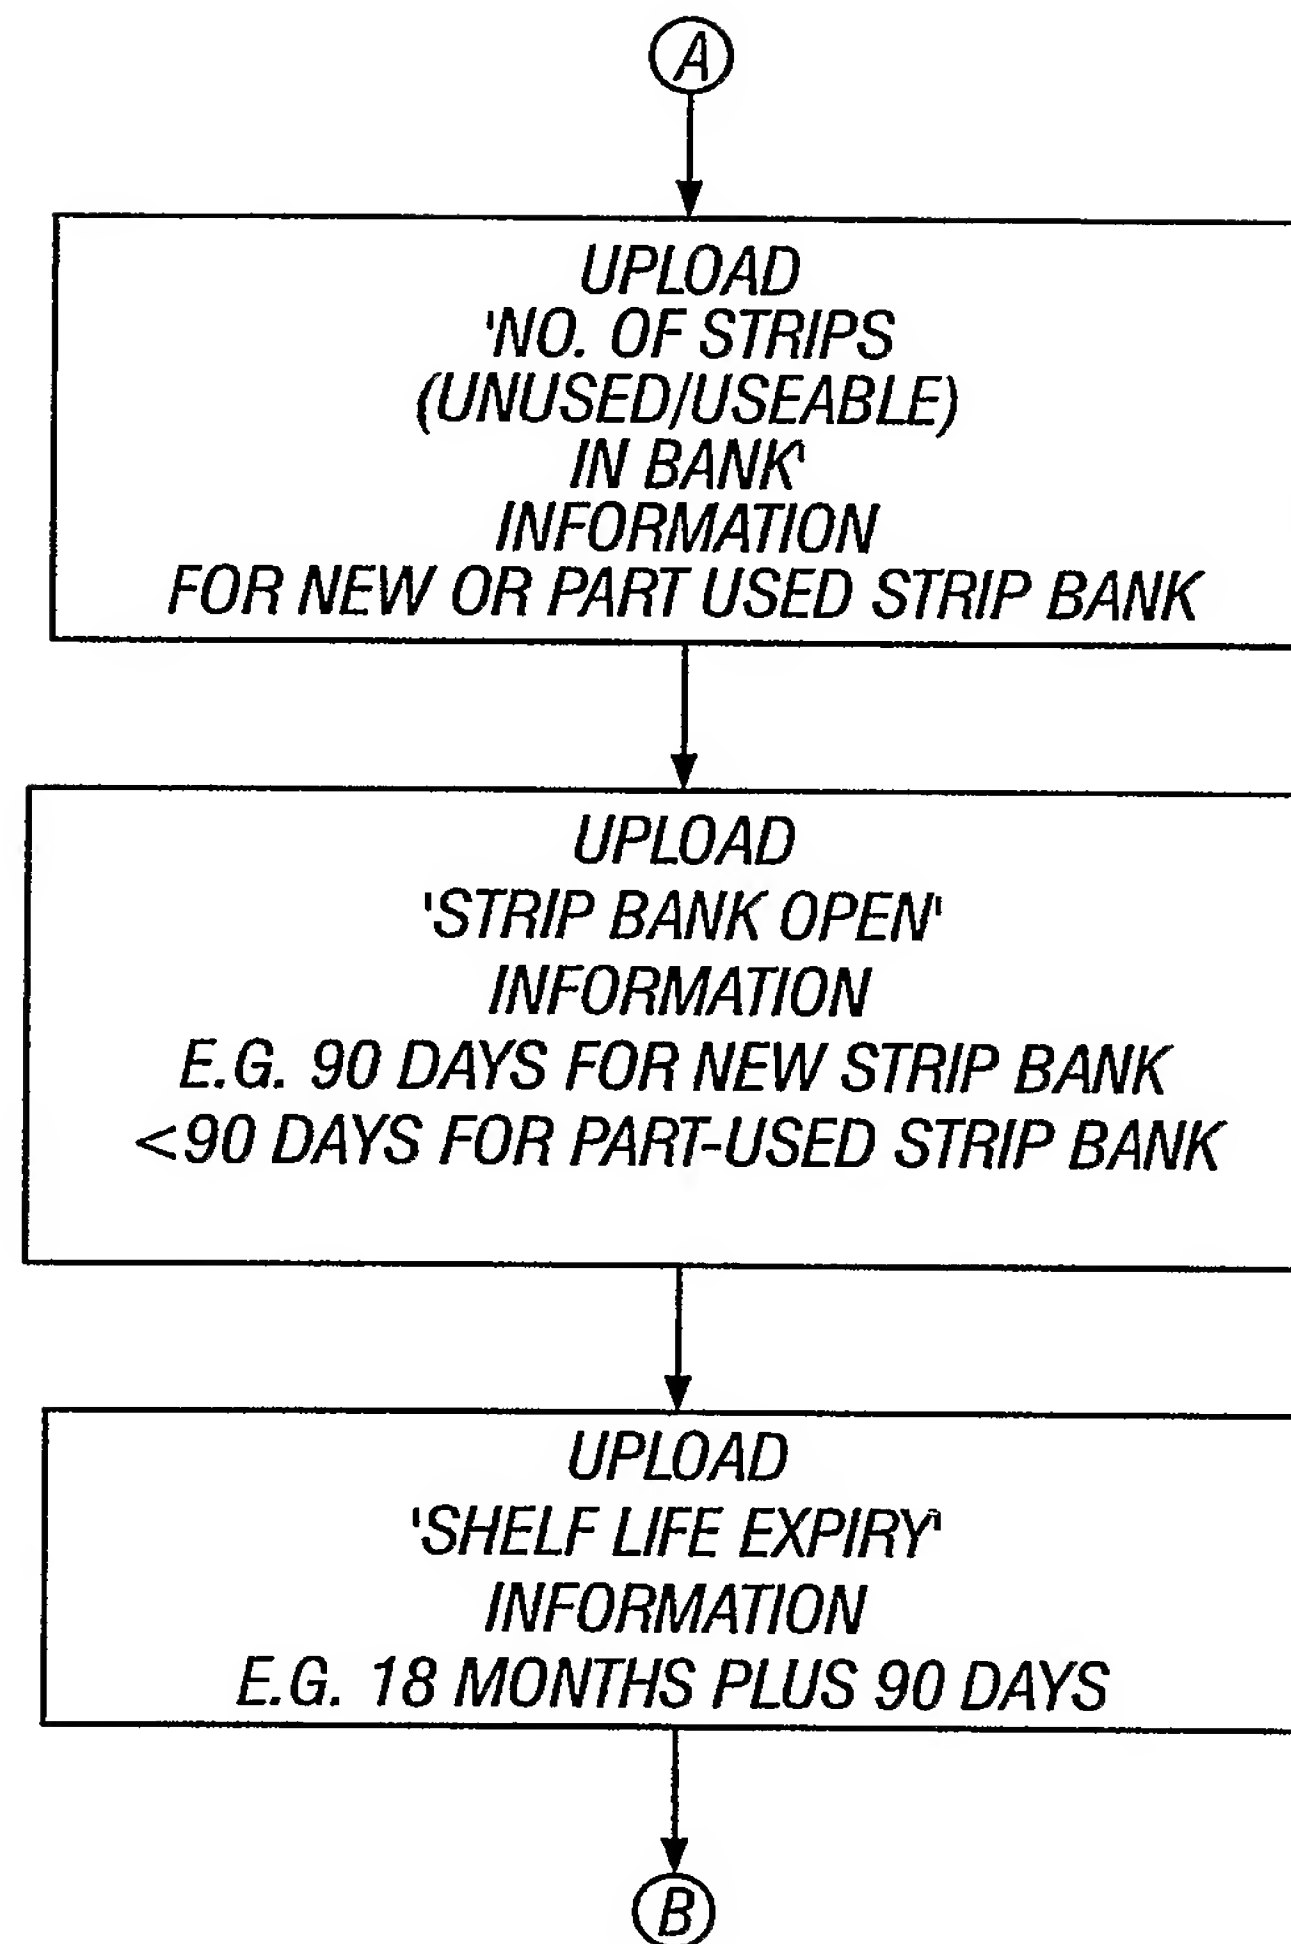 A
UPLOAD
'NO. OF STRIPS
(UNUSED/USEABLE)
IN BANK'
INFORMATION
FOR NEW OR PART USED STRIP BANK
UPLOAD
'STRIP BANK OPEN'
INFORMATION
E.G. 90 DAYS FOR NEW STRIP BANK
<90 DAYS FOR PART-USED STRIP BANK
UPLOAD
'SHELF LIFE EXPIRY'
INFORMATION
E.G. 18 MONTHS PLUS 90 DAYS
B